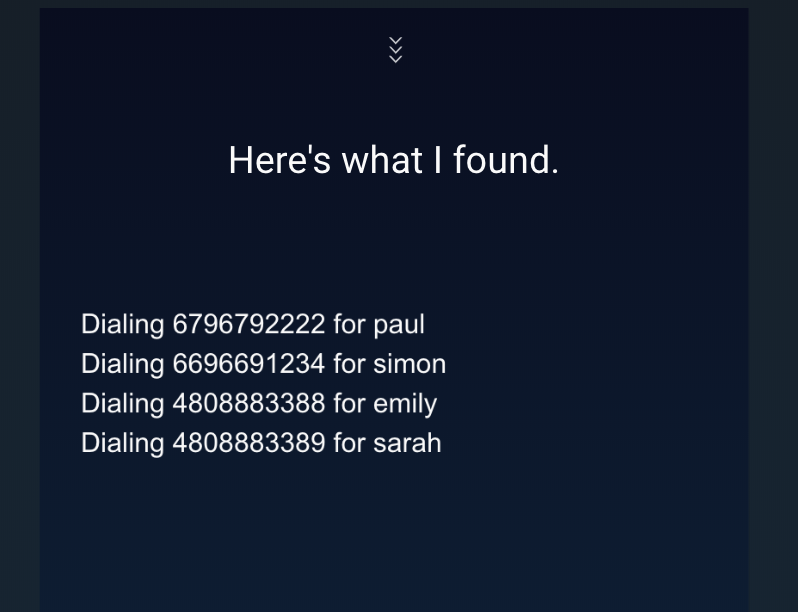 Here's what I found.
Dialing 6796792222 for paul
Dialing 6696691234 for simon
Dialing 4808883388 for emily
Dialing 4808883389 for sarah